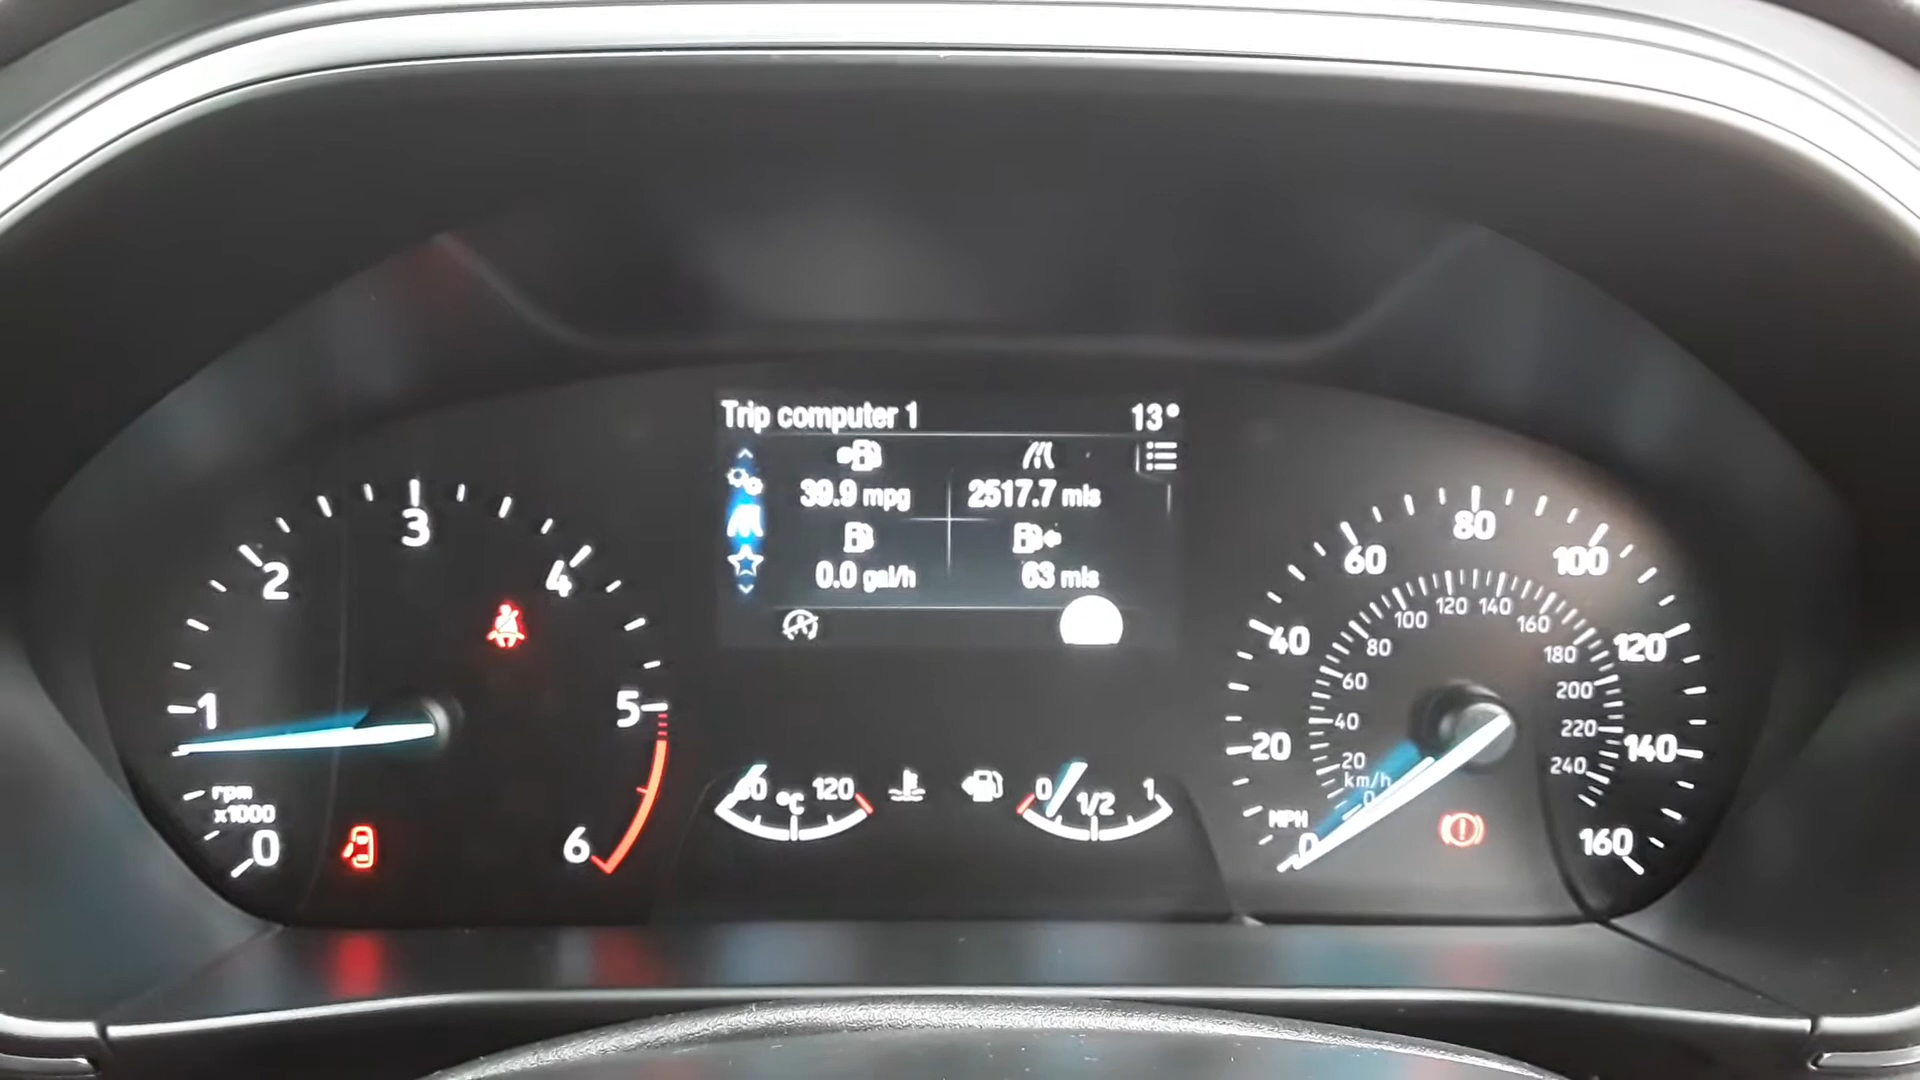 Trip computer 1 13°
39.9 mpg 2517.7 mls
0.0 gal/h 63 mls
0 1 2 3 4 5 6
rpm
x1000
°C 120
0 1/2 1
0 20 40 60 80 100 120 140 160
MPH
km/h
0 20 40 60 80 100 120 140 160 180 200 220 240